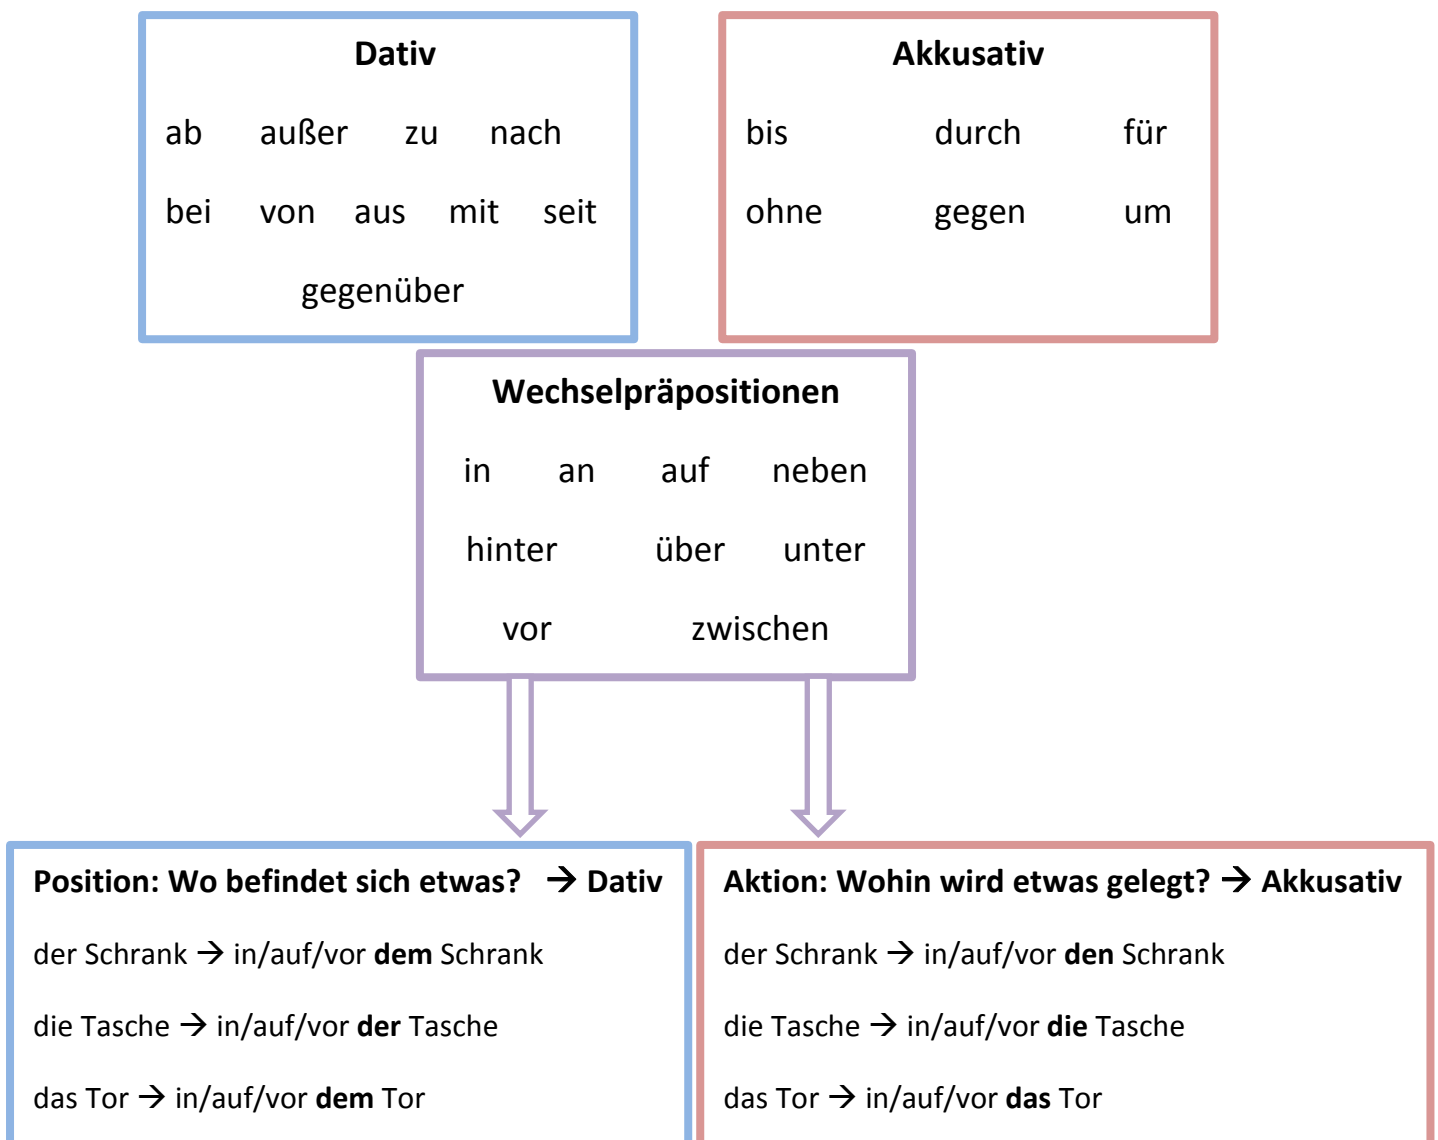 Dativ
ab außer zu nach
bei von aus mit seit
gegenüber
Akkusativ
bis durch für
ohne gegen um
Wechselpräpositionen
in an auf neben
hinter über unter
vor zwischen
Position: Wo befindet sich etwas? → Dativ
der Schrank → in/auf/vor dem Schrank
die Tasche → in/auf/vor der Tasche
das Tor → in/auf/vor dem Tor
Aktion: Wohin wird etwas gelegt? → Akkusativ
der Schrank → in/auf/vor den Schrank
die Tasche → in/auf/vor die Tasche
das Tor → in/auf/vor das Tor